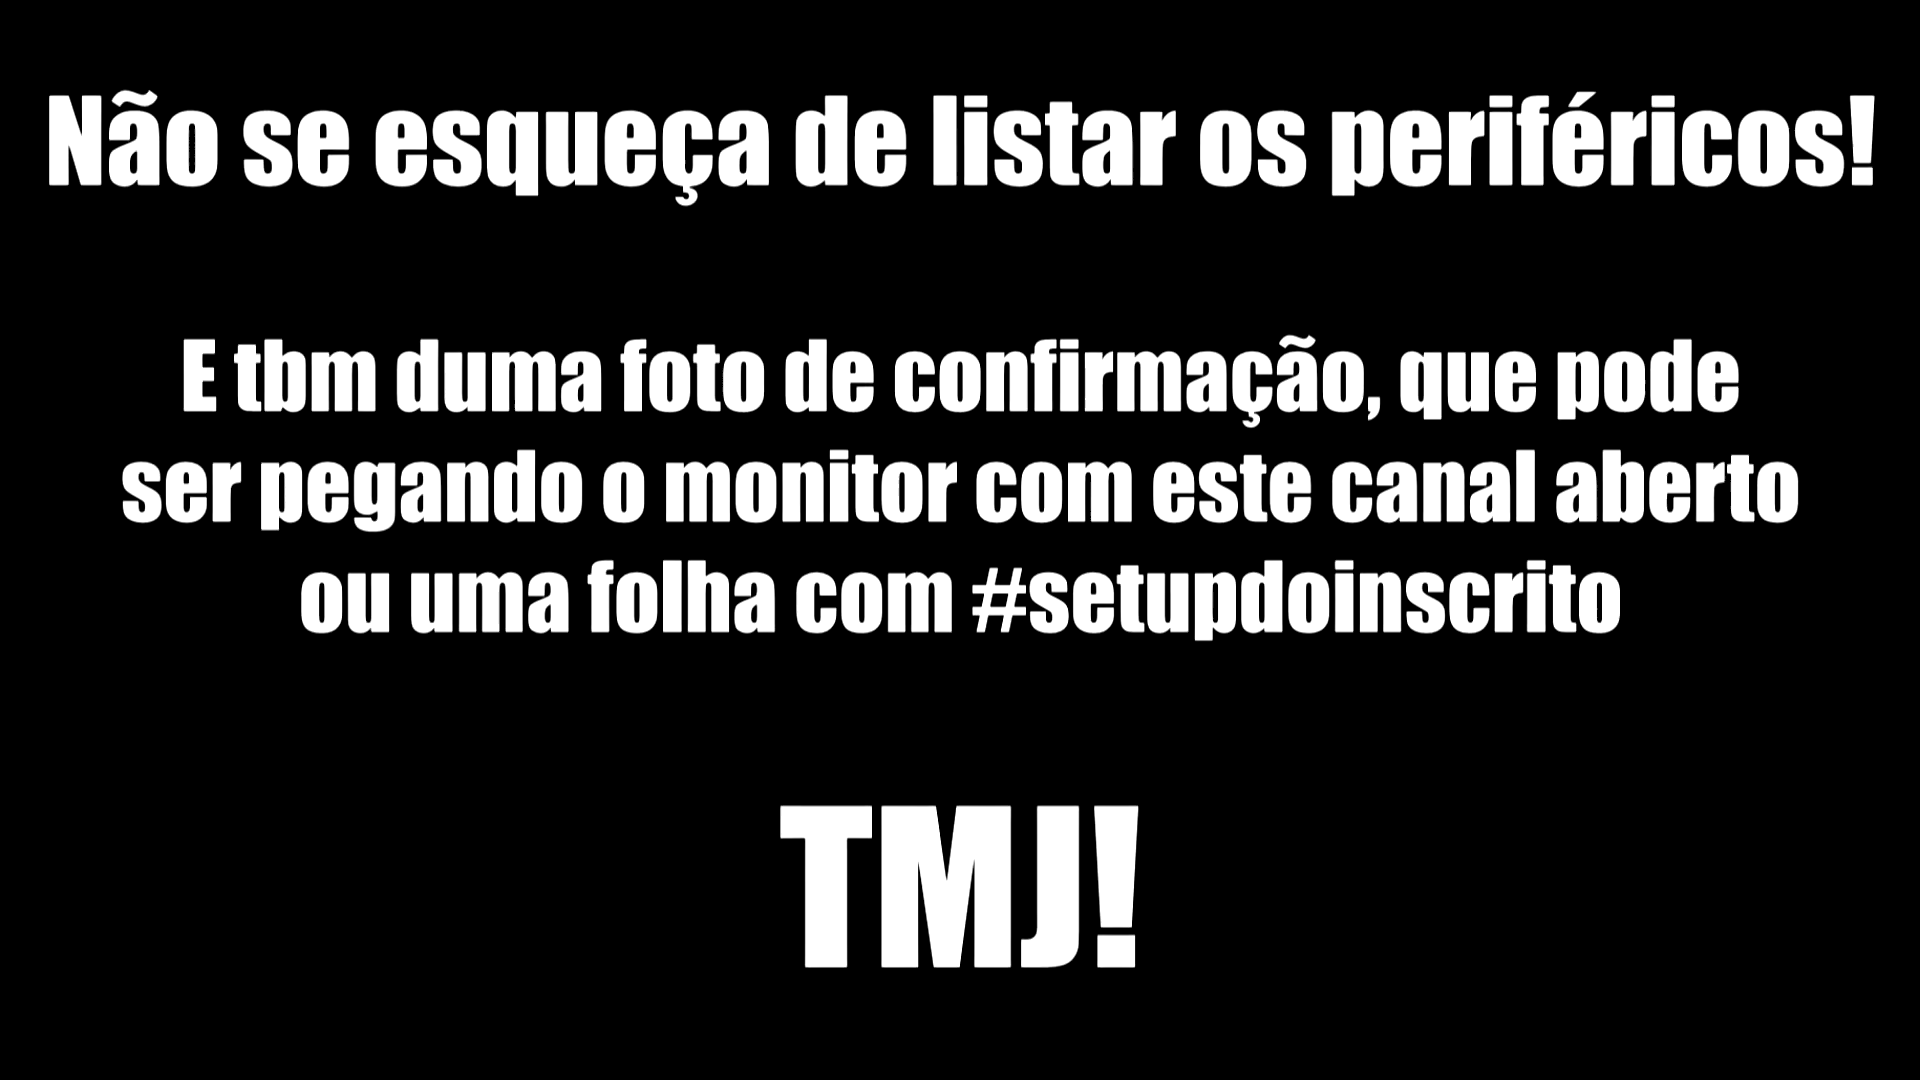 Não se esqueça de listar os periféricos!
E tbm duma foto de confirmação, que pode
ser pegando o monitor com este canal aberto
ou uma folha com #setupdoinscrito
TMJ!